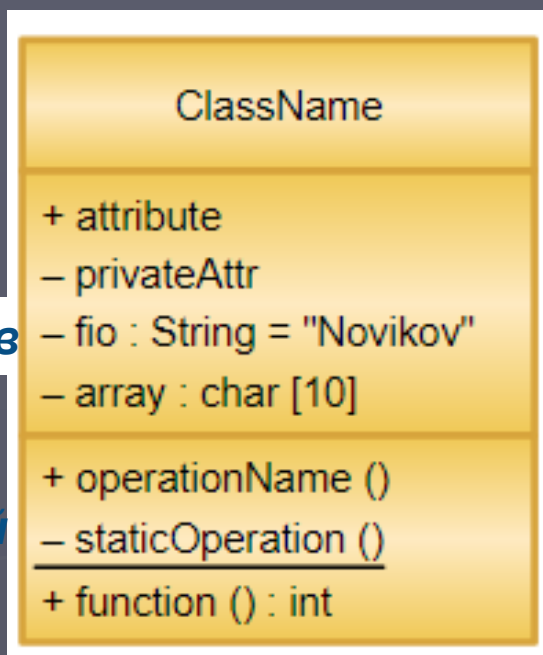 ClassName
+ attribute
– privateAttr
в
– fio : String = "Novikov"
– array : char [10]
+ operationName ()
й
– staticOperation ()
+ function () : int